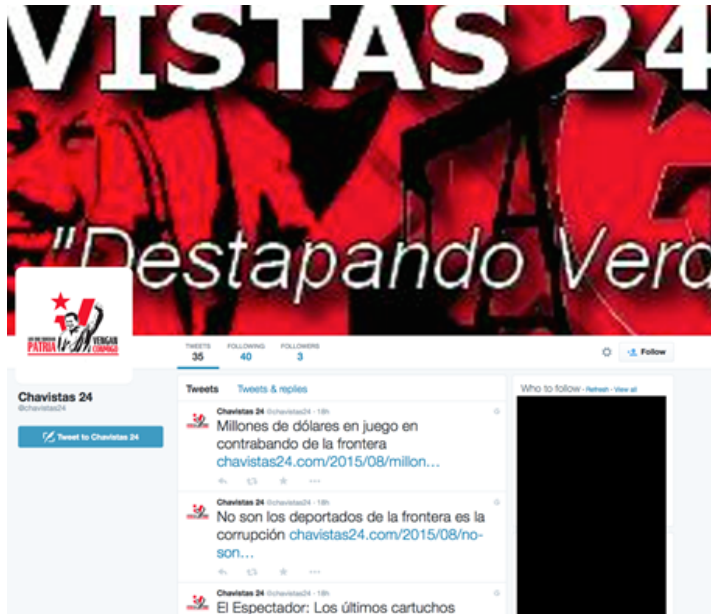 VISTAS 24
"Destapando Verd
PATRIA
VENGAN
CONMIGO
TWEETS
FOLLOWING
FOLLOWERS
35
40
3
Follow
Chavistas 24
@chavistas24
Tweet to Chavistas 24
Tweets
Tweets & replies
Chavistas 24 @chavistas24 · 18h
Millones de dólares en juego en
contrabando de la frontera
chavistas24.com/2015/08/millon…
Chavistas 24 @chavistas24 · 18h
No son los deportados de la frontera es la
corrupción chavistas24.com/2015/08/no-
son…
Chavistas 24 @chavistas24 · 18h
El Espectador: Los últimos cartuchos
Who to follow · Refresh · View all